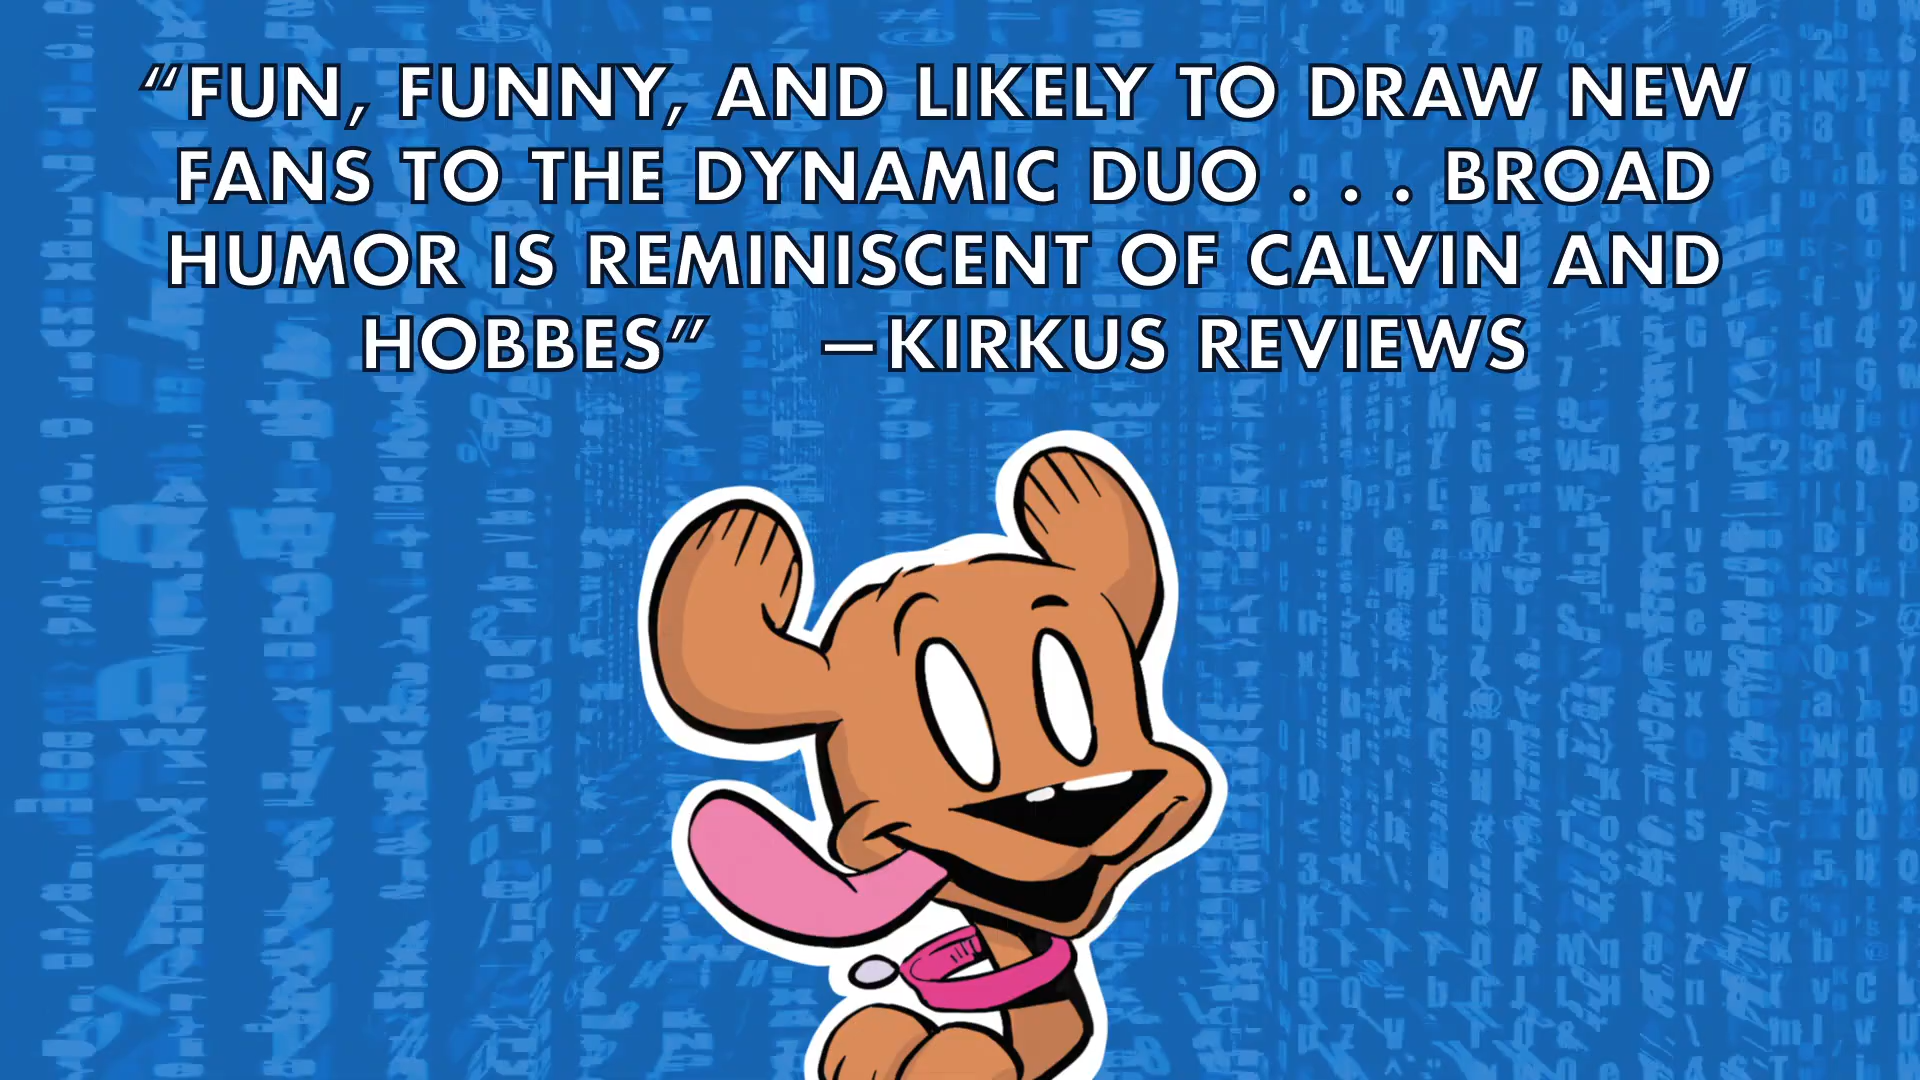 “FUN, FUNNY, AND LIKELY TO DRAW NEW
FANS TO THE DYNAMIC DUO . . . BROAD
HUMOR IS REMINISCENT OF CALVIN AND
HOBBES” —KIRKUS REVIEWS